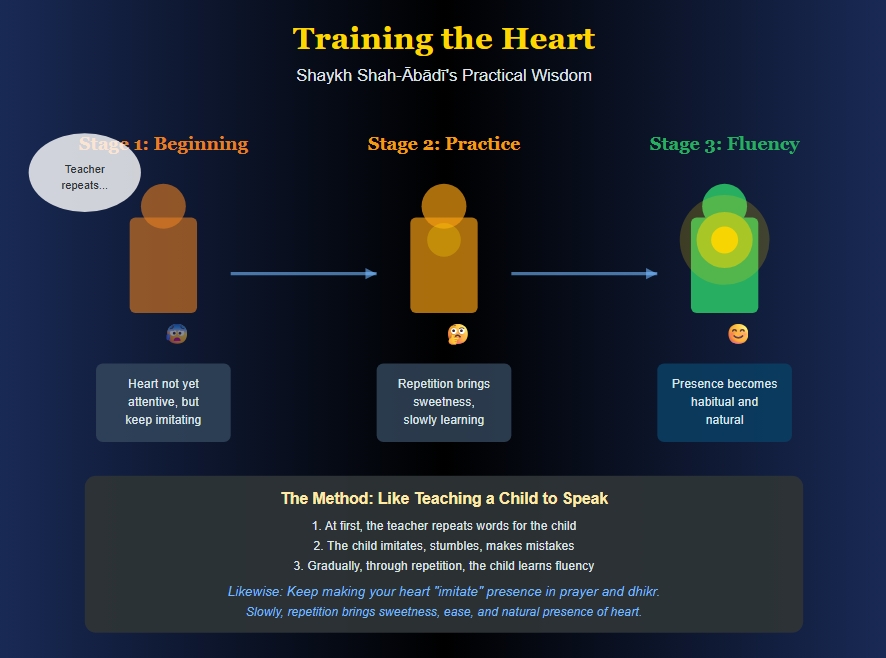 Training the Heart
Shaykh Shah-Ābādī's Practical Wisdom
Stage 1: Beginning
Stage 2: Practice
Stage 3: Fluency
Teacher
repeats...
Heart not yet
attentive, but
keep imitating
Repetition brings
sweetness,
slowly learning
Presence becomes
habitual and
natural
The Method: Like Teaching a Child to Speak
1. At first, the teacher repeats words for the child
2. The child imitates, stumbles, makes mistakes
3. Gradually, through repetition, the child learns fluency
Likewise: Keep making your heart "imitate" presence in prayer and dhikr.
Slowly, repetition brings sweetness, ease, and natural presence of heart.